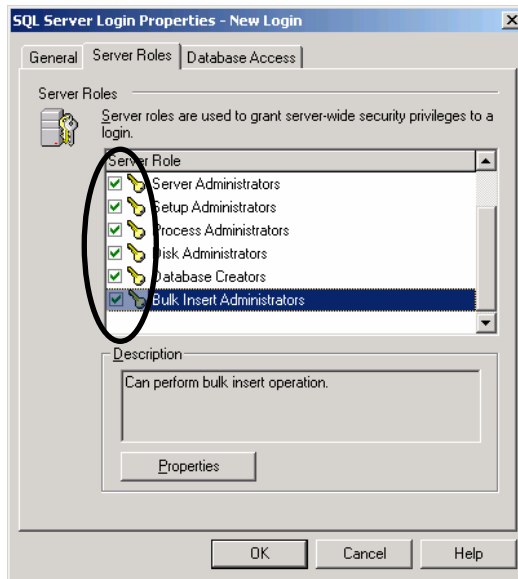 SQL Server Login Properties - New Login
General Server Roles Database Access
Server Roles
Server roles are used to grant server-wide security privileges to a
login.
Server Role
Server Administrators
Setup Administrators
Process Administrators
Disk Administrators
Database Creators
Bulk Insert Administrators
Description
Can perform bulk insert operation.
Properties
OK Cancel Help